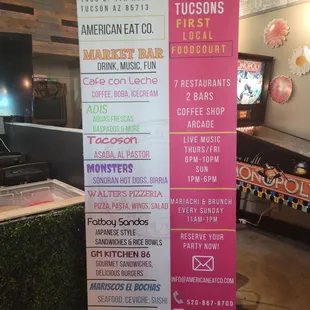 TUCSON AZ 85713
AMERICAN EAT CO.
MARKET BAR
DRINK, MUSIC, FUN
Cafe con Leche
COFFEE, BOBA, ICECREAM
ADIS
AGUAS FRESCAS,
RASPADOS & MORE
Tacoson
ASADA, AL PASTOR
MONSTERS
SONORAN HOT DOGS, BIRRIA
WALTER'S PIZZERIA
PIZZA, PASTA, WINGS, SALAD
Fatboy Sandos
JAPANESE STYLE
SANDWICHES & RICE BOWLS
GM KITCHEN 86
GOURMET SANDWICHES,
DELICIOUS BURGERS
MARISCOS EL BOCHAS
SEAFOOD, CEVICHE, SUSHI
TUCSONS
FIRST
LOCAL
FOODCOURT
7 RESTAURANTS
2 BARS
COFFEE SHOP
ARCADE
LIVE MUSIC
THURS/FRI
6PM-10PM
SUN
1PM-6PM
MARIACHI & BRUNCH
EVERY SUNDAY
11AM-1PM
RESERVE YOUR
PARTY NOW!
INFO@AMERICANEATCO.COM
520-867-8700
MONOPOLY